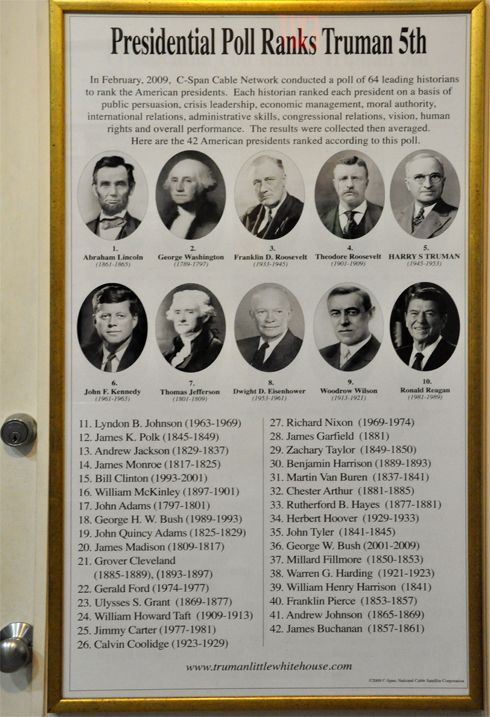 Presidential Poll Ranks Truman 5th
In February, 2009, C-Span Cable Network conducted a poll of 64 leading historians
to rank the American presidents. Each historian ranked each president on a basis of
public persuasion, crisis leadership, economic management, moral authority,
international relations, administrative skills, congressional relations, vision, human
rights and overall performance. The results were collected then averaged.
Here are the 42 American presidents ranked according to this poll.
1.
Abraham Lincoln
(1861-1865)
2.
George Washington
(1789-1797)
3.
Franklin D. Roosevelt
(1933-1945)
4.
Theodore Roosevelt
(1901-1909)
5.
HARRY S TRUMAN
(1945-1953)
6.
John F. Kennedy
(1961-1963)
7.
Thomas Jefferson
(1801-1809)
8.
Dwight D. Eisenhower
(1953-1961)
9.
Woodrow Wilson
(1913-1921)
10.
Ronald Reagan
(1981-1989)
11. Lyndon B. Johnson (1963-1969)
12. James K. Polk (1845-1849)
13. Andrew Jackson (1829-1837)
14. James Monroe (1817-1825)
15. Bill Clinton (1993-2001)
16. William McKinley (1897-1901)
17. John Adams (1797-1801)
18. George H. W. Bush (1989-1993)
19. John Quincy Adams (1825-1829)
20. James Madison (1809-1817)
21. Grover Cleveland
(1885-1889), (1893-1897)
22. Gerald Ford (1974-1977)
23. Ulysses S. Grant (1869-1877)
24. William Howard Taft (1909-1913)
25. Jimmy Carter (1977-1981)
26. Calvin Coolidge (1923-1929)
27. Richard Nixon (1969-1974)
28. James Garfield (1881)
29. Zachary Taylor (1849-1850)
30. Benjamin Harrison (1889-1893)
31. Martin Van Buren (1837-1841)
32. Chester Arthur (1881-1885)
33. Rutherford B. Hayes (1877-1881)
34. Herbert Hoover (1929-1933)
35. John Tyler (1841-1845)
36. George W. Bush (2001-2009)
37. Millard Fillmore (1850-1853)
38. Warren G. Harding (1921-1923)
39. William Henry Harrison (1841)
40. Franklin Pierce (1853-1857)
41. Andrew Johnson (1865-1869)
42. James Buchanan (1857-1861)
www.trumanlittlewhitehouse.com
©2009 C-Span, National Cable Satellite Corporation